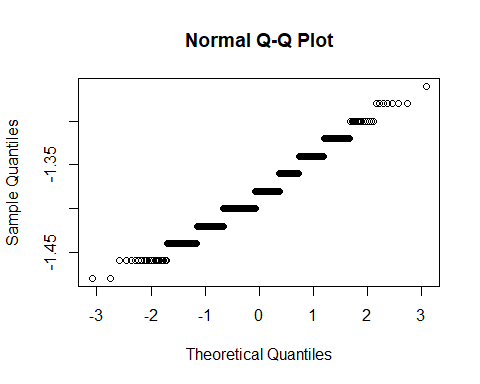 Normal Q-Q Plot
Sample Quantiles
-1.35
-1.45
-3 -2 -1 0 1 2 3
Theoretical Quantiles